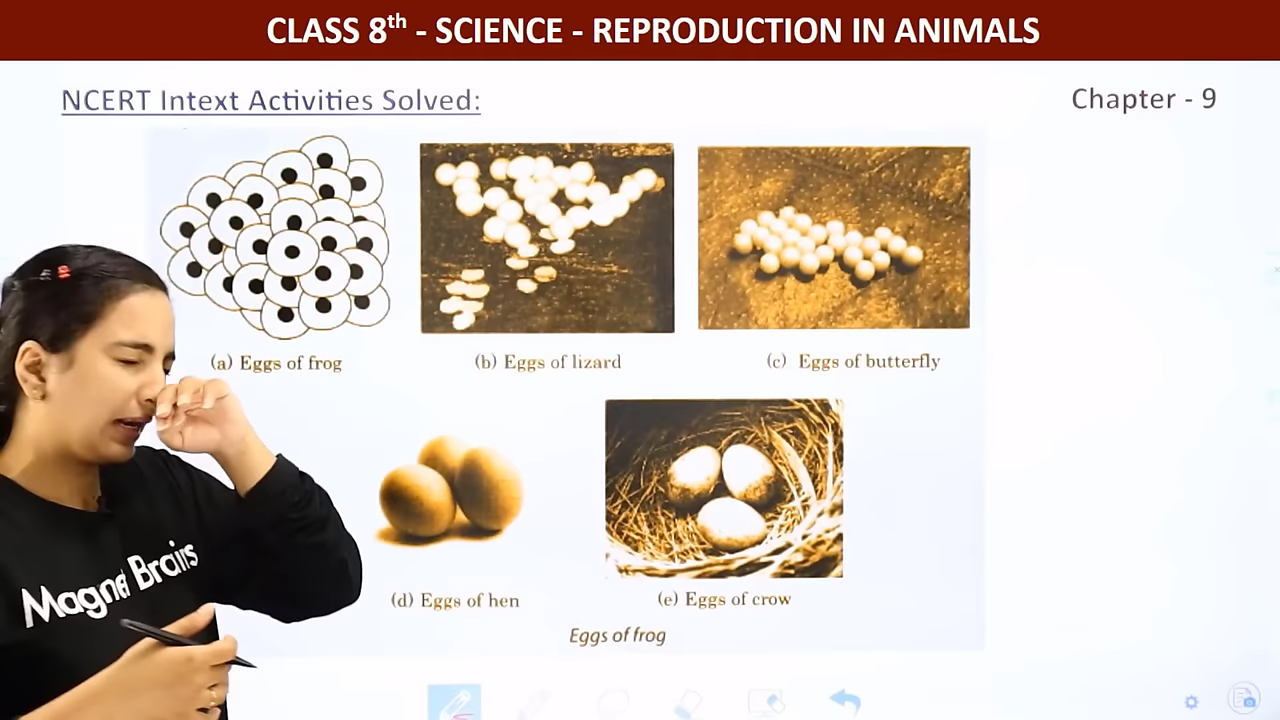 CLASS 8th - SCIENCE - REPRODUCTION IN ANIMALS
NCERT Intext Activities Solved:
Chapter - 9
(a) Eggs of frog
(b) Eggs of lizard
(c) Eggs of butterfly
(d) Eggs of hen
(e) Eggs of crow
Eggs of frog
Magnet Brains